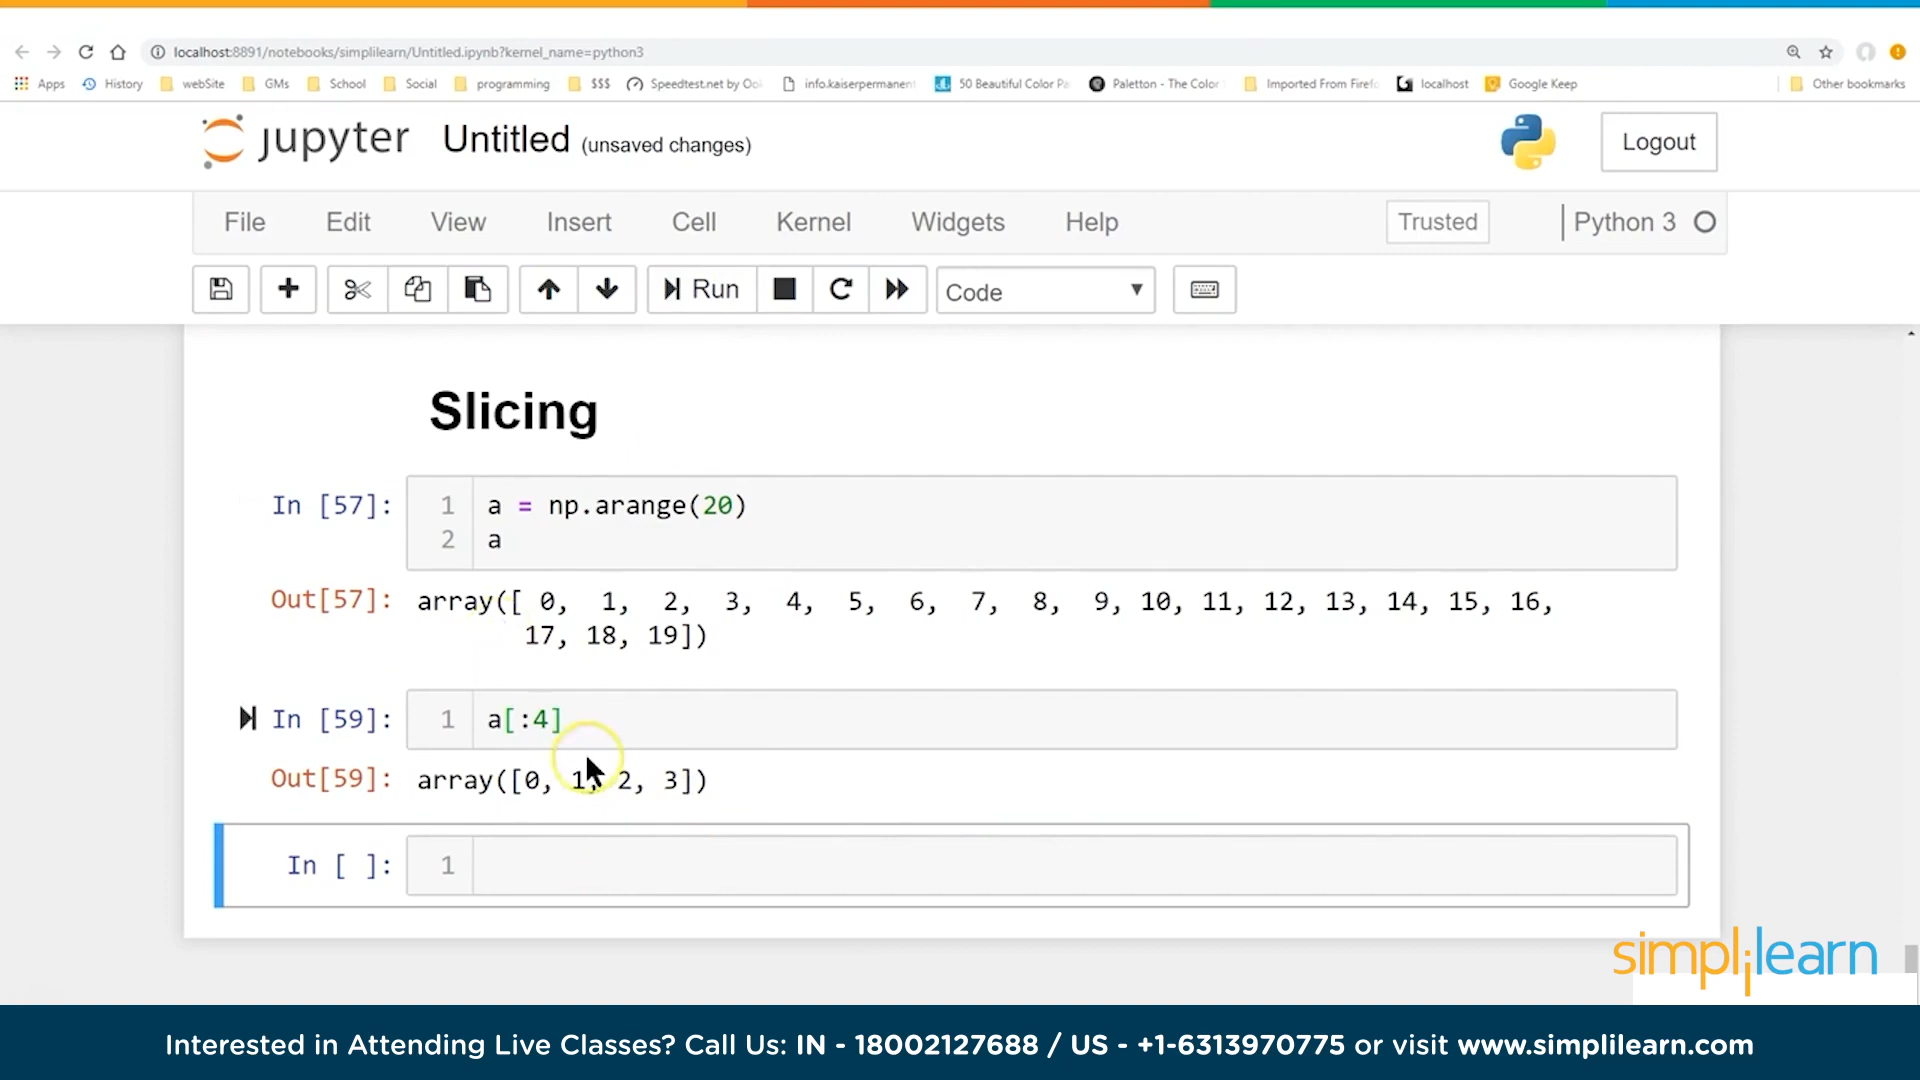 localhost:8891/notebooks/simplilearn/Untitled.ipynb?kernel_name=python3
Apps History webSite GMs School Social programming $$$ Speedtest.net by Ool info.kaiserpermanent 50 Beautiful Color Pa Paletton - The Color Imported From Firefo localhost Google Keep Other bookmarks
jupyter Untitled (unsaved changes) Logout
File Edit View Insert Cell Kernel Widgets Help Trusted Python 3
Run Code
Slicing
In [57]: 1 a = np.arange(20)
2 a
Out[57]: array([ 0, 1, 2, 3, 4, 5, 6, 7, 8, 9, 10, 11, 12, 13, 14, 15, 16,
17, 18, 19])
In [59]: 1 a[:4]
Out[59]: array([0, 1, 2, 3])
In [ ]: 1
simplilearn
Interested in Attending Live Classes? Call Us: IN - 18002127688 / US - +1-6313970775 or visit www.simplilearn.com